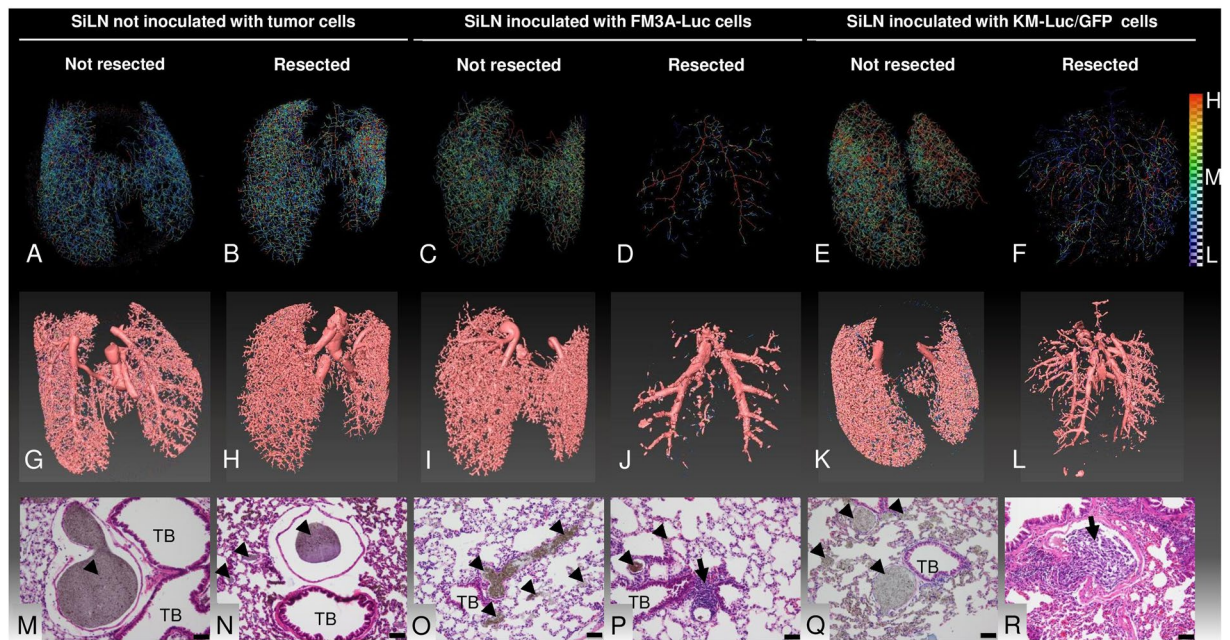 SiLN not inoculated with tumor cells SiLN inoculated with FM3A-Luc cells SiLN inoculated with KM-Luc/GFP cells
Not resected Resected Not resected Resected Not resected Resected
H
M
A B C D E F L
G H I J K L
TB TB TB
TB TB TB
M N O P Q R